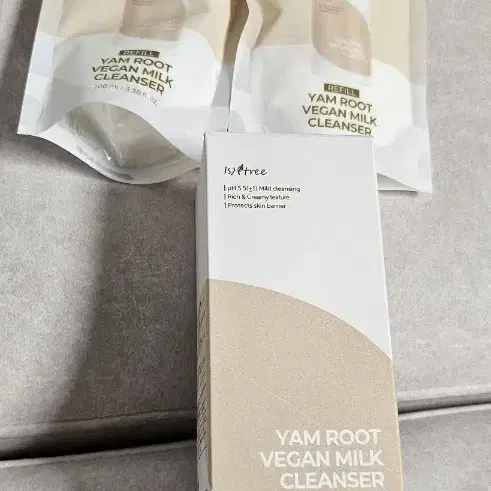 REFILL
YAM ROOT
VEGAN MILK
CLEANSER
100 ml / 3.38 fl. oz.
REFILL
YAM ROOT
VEGAN MILK
CLEANSER
Isntree
pH 5.5(±1) Mild cleansing
Rich & Creamy texture
Protects skin barrier
YAM ROOT
VEGAN MILK
CLEANSER